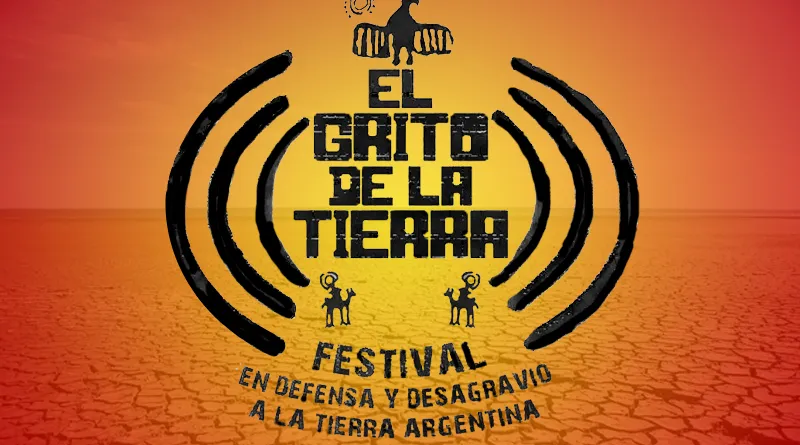 EL
GRITO
DE LA
TIERRA
FESTIVAL
EN DEFENSA Y DESAGRAVIO
A LA TIERRA ARGENTINA